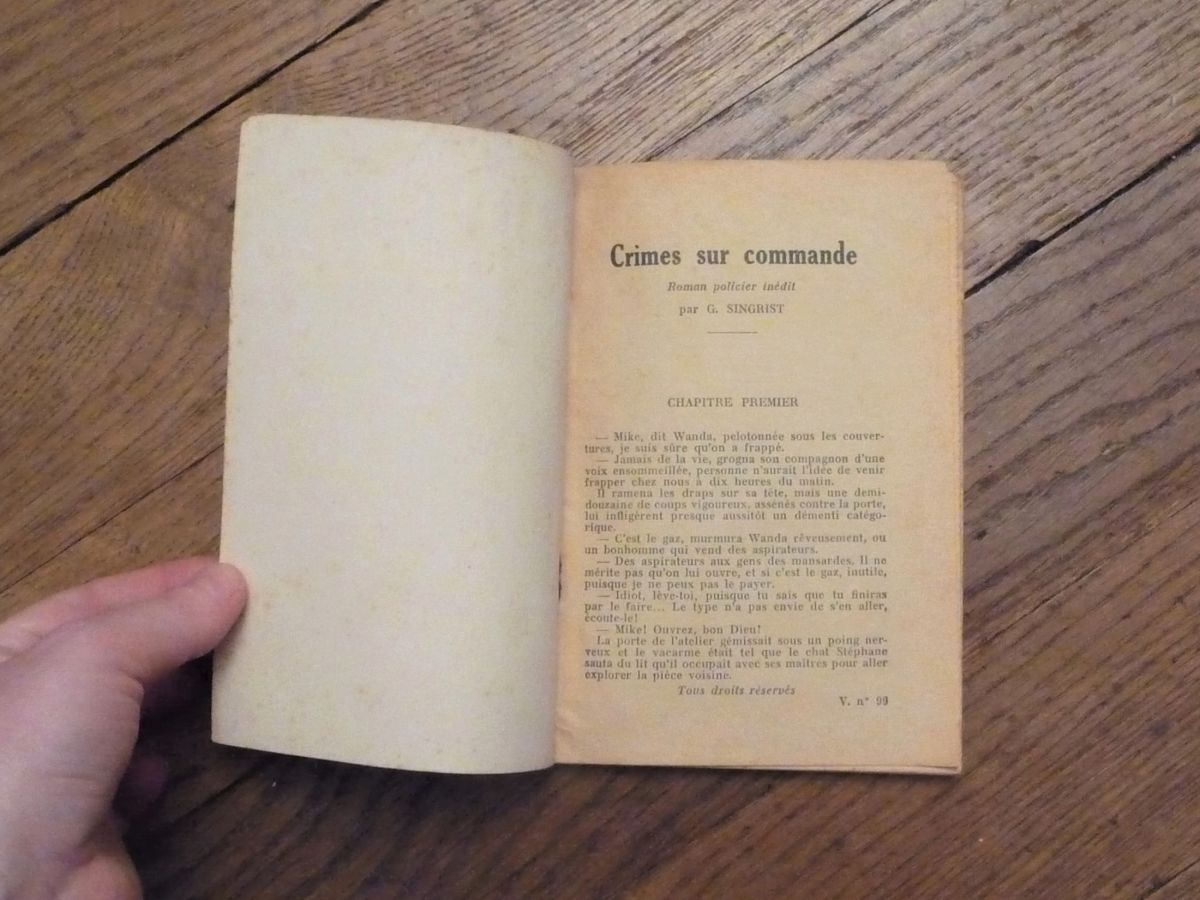 Crimes sur commande
Roman policier inédit
par G. SINGRIST
CHAPITRE PREMIER
— Mike, dit Wanda, pelotonnée sous les couver-
tures, je suis sûre qu'on a frappé.
— Jamais de la vie, grogna son compagnon d'une
voix ensommeillée, personne n'aurait l'idée de venir
frapper chez nous à dix heures du matin.
Il ramena les draps sur sa tête, mais une demi-
douzaine de coups vigoureux, assénés contre la porte,
lui infligèrent presque aussitôt un démenti catégo-
rique.
— C'est le gaz, murmura Wanda rêveusement, ou
un bonhomme qui vend des aspirateurs.
— Des aspirateurs aux gens des mansardes. Il ne
mérite pas qu'on lui ouvre, et si c'est le gaz, inutile,
puisque je ne peux pas le payer.
— Idiot, lève-toi, puisque tu sais que tu finiras
par le faire... Le type n'a pas envie de s'en aller,
écoute-le!
— Mike! Ouvrez, bon Dieu!
La porte de l'atelier gémissait sous un poing ner-
veux et le vacarme était tel que le chat Stéphane
sauta du lit qu'il occupait avec ses maîtres pour aller
explorer la pièce voisine.
Tous droits réservés
V. n° 99